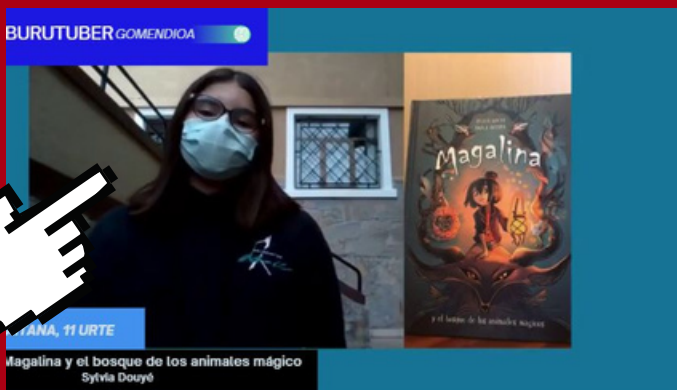 BURUTUBER GOMENDIOA
Magalina
y el bosque de los animales mágicos
TANA, 11 URTE
Magalina y el bosque de los animales mágico
Sylvia Douyé